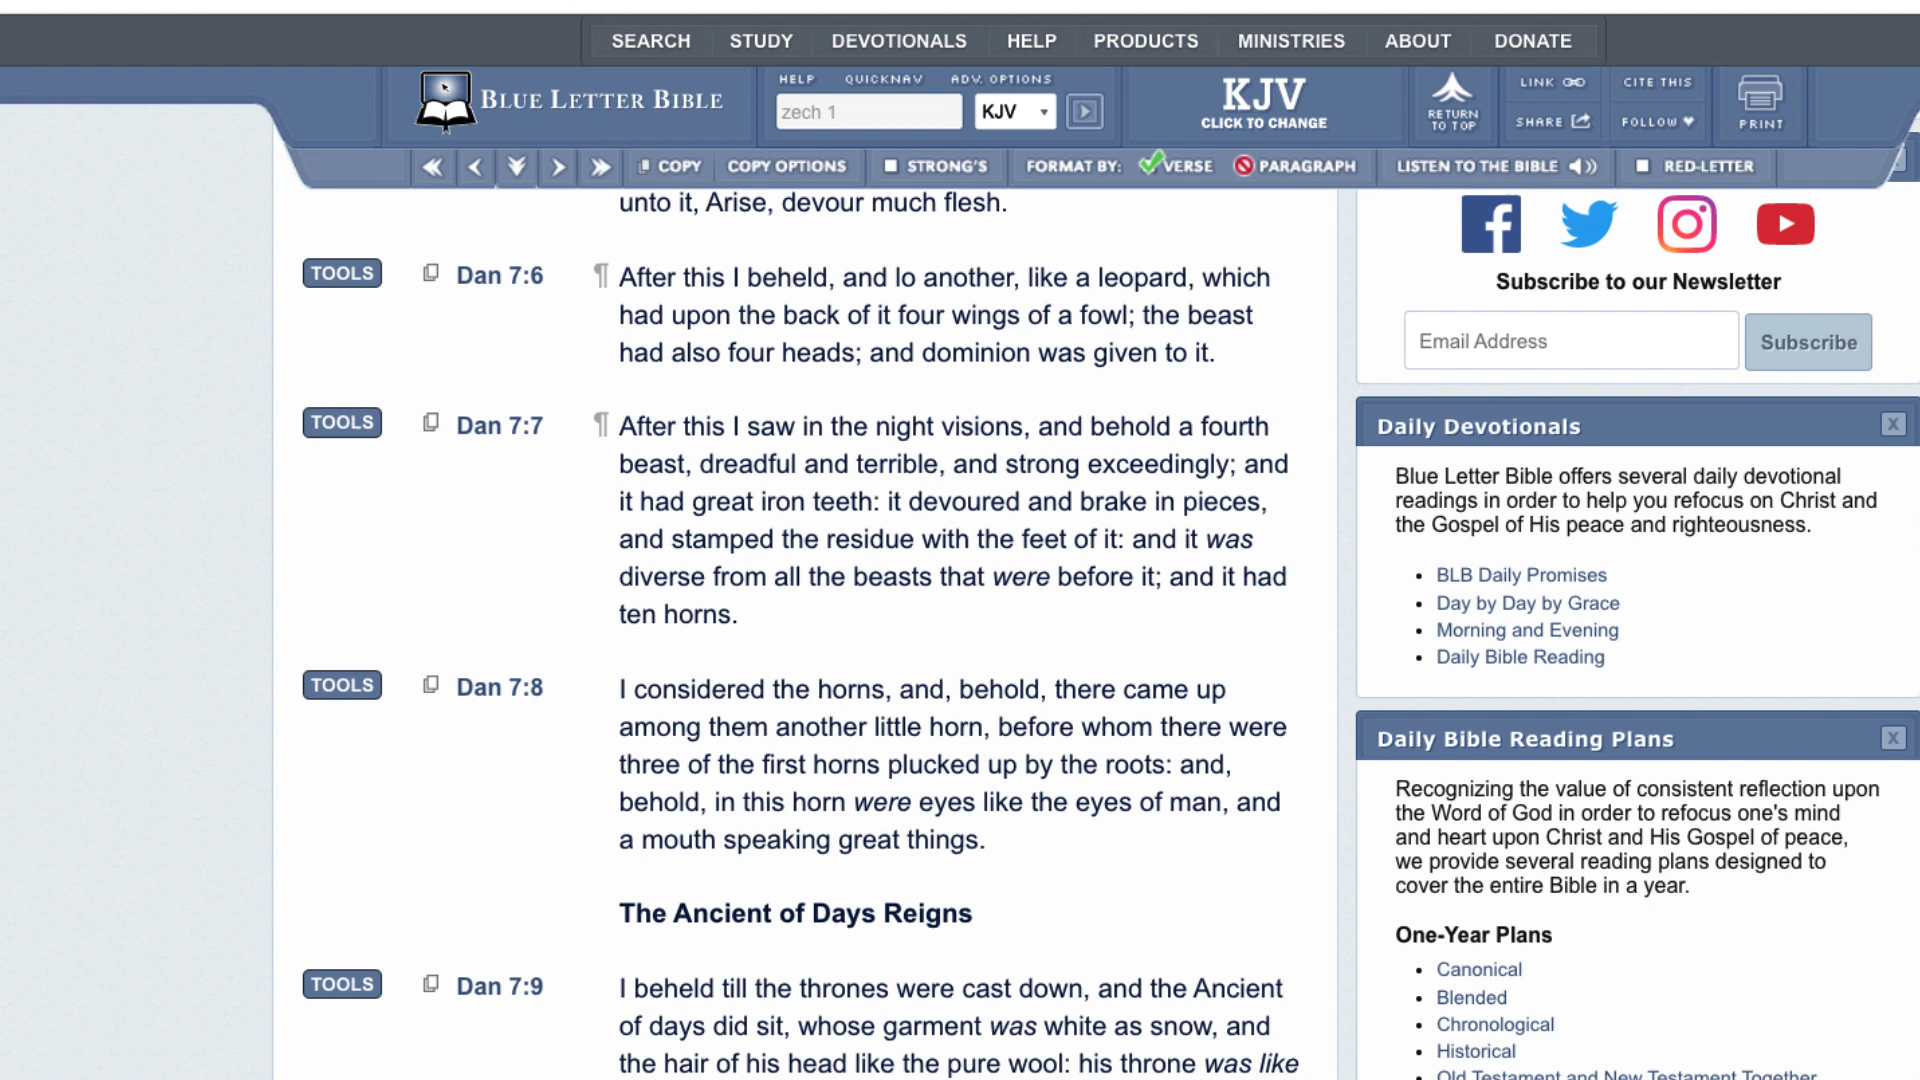 SEARCH STUDY DEVOTIONALS HELP PRODUCTS MINISTRIES ABOUT DONATE
BLUE LETTER BIBLE
HELP QUICKNAV ADV. OPTIONS
zech 1 KJV
KJV
CLICK TO CHANGE
RETURN
TO TOP
LINK
SHARE
CITE THIS
FOLLOW
PRINT
COPY COPY OPTIONS STRONG'S FORMAT BY: VERSE PARAGRAPH LISTEN TO THE BIBLE RED-LETTER
unto it, Arise, devour much flesh.
TOOLS Dan 7:6 ¶ After this I beheld, and lo another, like a leopard, which
had upon the back of it four wings of a fowl; the beast
had also four heads; and dominion was given to it.
TOOLS Dan 7:7 ¶ After this I saw in the night visions, and behold a fourth
beast, dreadful and terrible, and strong exceedingly; and
it had great iron teeth: it devoured and brake in pieces,
and stamped the residue with the feet of it: and it was
diverse from all the beasts that were before it; and it had
ten horns.
TOOLS Dan 7:8 I considered the horns, and, behold, there came up
among them another little horn, before whom there were
three of the first horns plucked up by the roots: and,
behold, in this horn were eyes like the eyes of man, and
a mouth speaking great things.
The Ancient of Days Reigns
TOOLS Dan 7:9 I beheld till the thrones were cast down, and the Ancient
of days did sit, whose garment was white as snow, and
the hair of his head like the pure wool: his throne was like
Subscribe to our Newsletter
Email Address Subscribe
Daily Devotionals X
Blue Letter Bible offers several daily devotional
readings in order to help you refocus on Christ and
the Gospel of His peace and righteousness.
• BLB Daily Promises
• Day by Day by Grace
• Morning and Evening
• Daily Bible Reading
Daily Bible Reading Plans X
Recognizing the value of consistent reflection upon
the Word of God in order to refocus one's mind
and heart upon Christ and His Gospel of peace,
we provide several reading plans designed to
cover the entire Bible in a year.
One-Year Plans
• Canonical
• Blended
• Chronological
• Historical
• Old Testament and New Testament Together